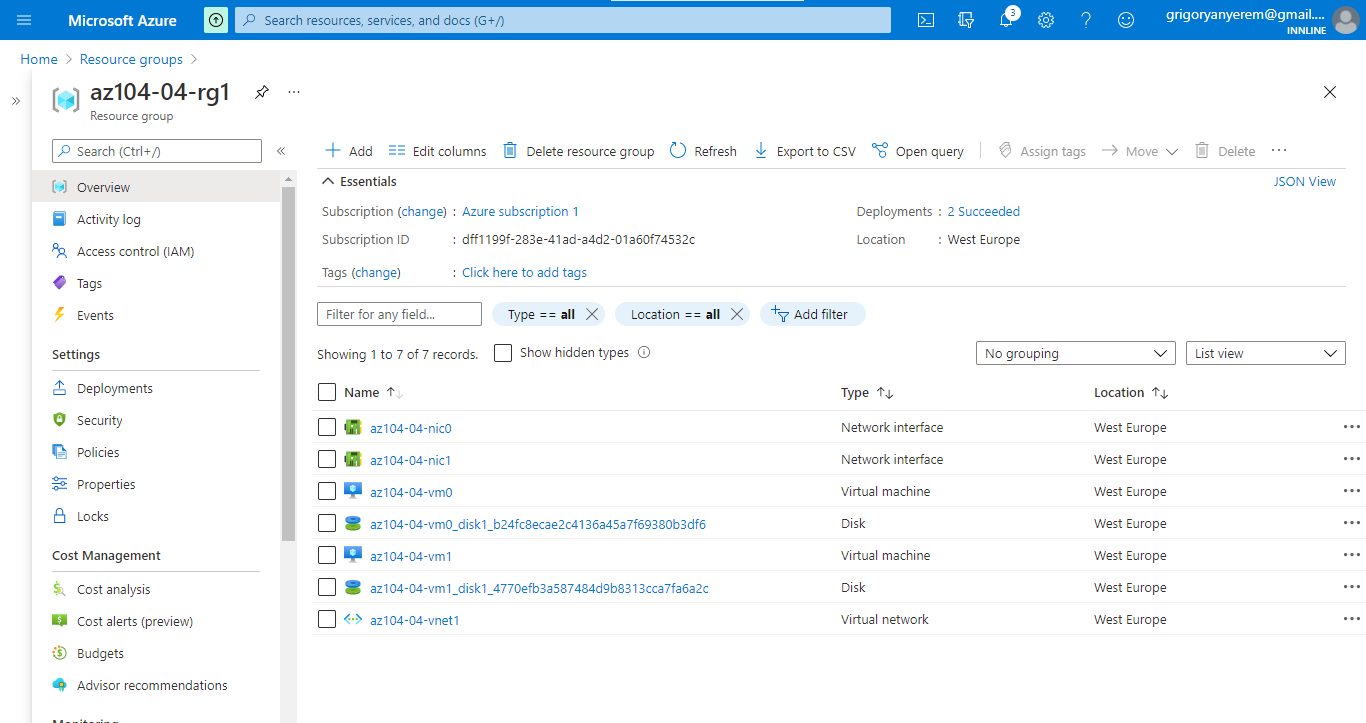 Microsoft Azure
Search resources, services, and docs (G+/)
3
grigoryanyerem@gmail....
INNLINE
Home > Resource groups >
az104-04-rg1
Resource group
Search (Ctrl+/)
Overview
Activity log
Access control (IAM)
Tags
Events
Settings
Deployments
Security
Policies
Properties
Locks
Cost Management
Cost analysis
Cost alerts (preview)
Budgets
Advisor recommendations
Monitoring
Add Edit columns Delete resource group Refresh Export to CSV Open query Assign tags Move Delete
Essentials JSON View
Subscription (change) : Azure subscription 1 Deployments : 2 Succeeded
Subscription ID : dff1199f-283e-41ad-a4d2-01a60f74532c Location : West Europe
Tags (change) : Click here to add tags
Filter for any field... Type == all Location == all Add filter
Showing 1 to 7 of 7 records. Show hidden types No grouping List view
Name Type Location
az104-04-nic0 Network interface West Europe
az104-04-nic1 Network interface West Europe
az104-04-vm0 Virtual machine West Europe
az104-04-vm0_disk1_b24fc8ecae2c4136a45a7f69380b3df6 Disk West Europe
az104-04-vm1 Virtual machine West Europe
az104-04-vm1_disk1_4770efb3a587484d9b8313cca7fa6a2c Disk West Europe
az104-04-vnet1 Virtual network West Europe